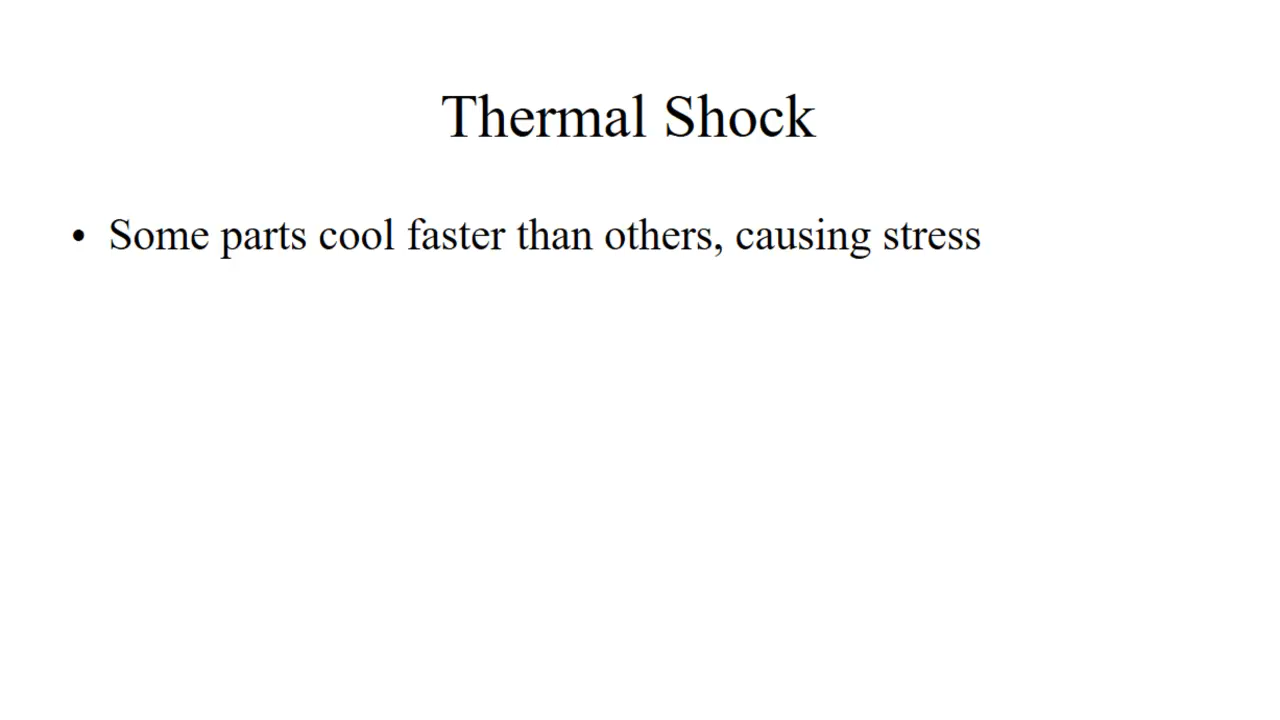 Thermal Shock
• Some parts cool faster than others, causing stress